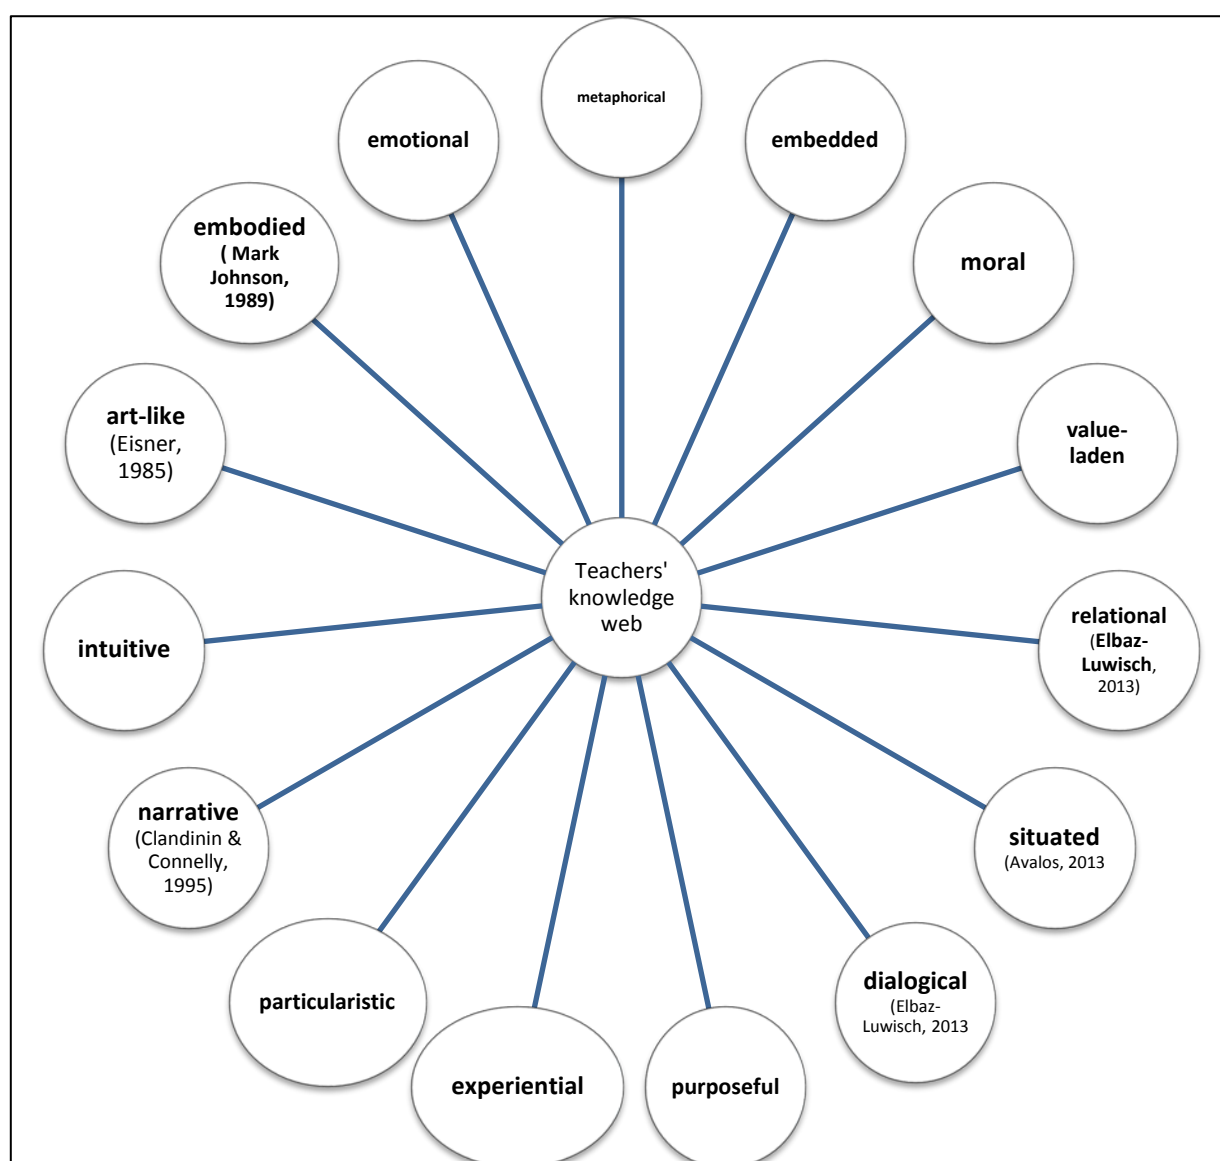 metaphorical
embedded
moral
value-
laden
relational
(Elbaz-
Luwisch,
2013)
situated
(Avalos, 2013
dialogical
(Elbaz-
Luwisch, 2013
purposeful
experiential
particularistic
narrative
(Clandinin &
Connelly,
1995)
intuitive
art-like
(Eisner,
1985)
embodied
( Mark
Johnson,
1989)
emotional
Teachers'
knowledge
web